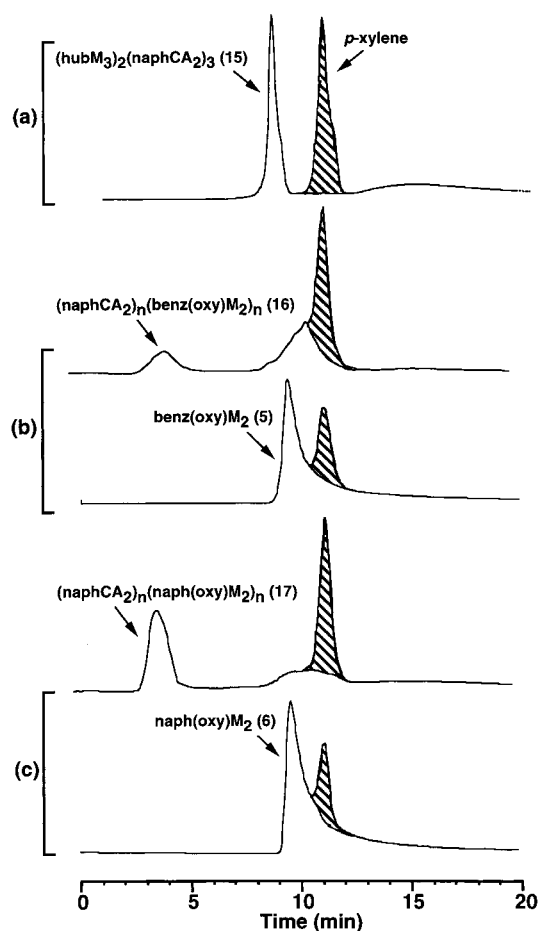 (hubM3)2(naphCA2)3 (15)
p-xylene
(a)
(naphCA2)n(benz(oxy)M2)n (16)
(b)
benz(oxy)M2 (5)
(naphCA2)n(naph(oxy)M2)n (17)
naph(oxy)M2 (6)
(c)
0 5 10 15 20
Time (min)